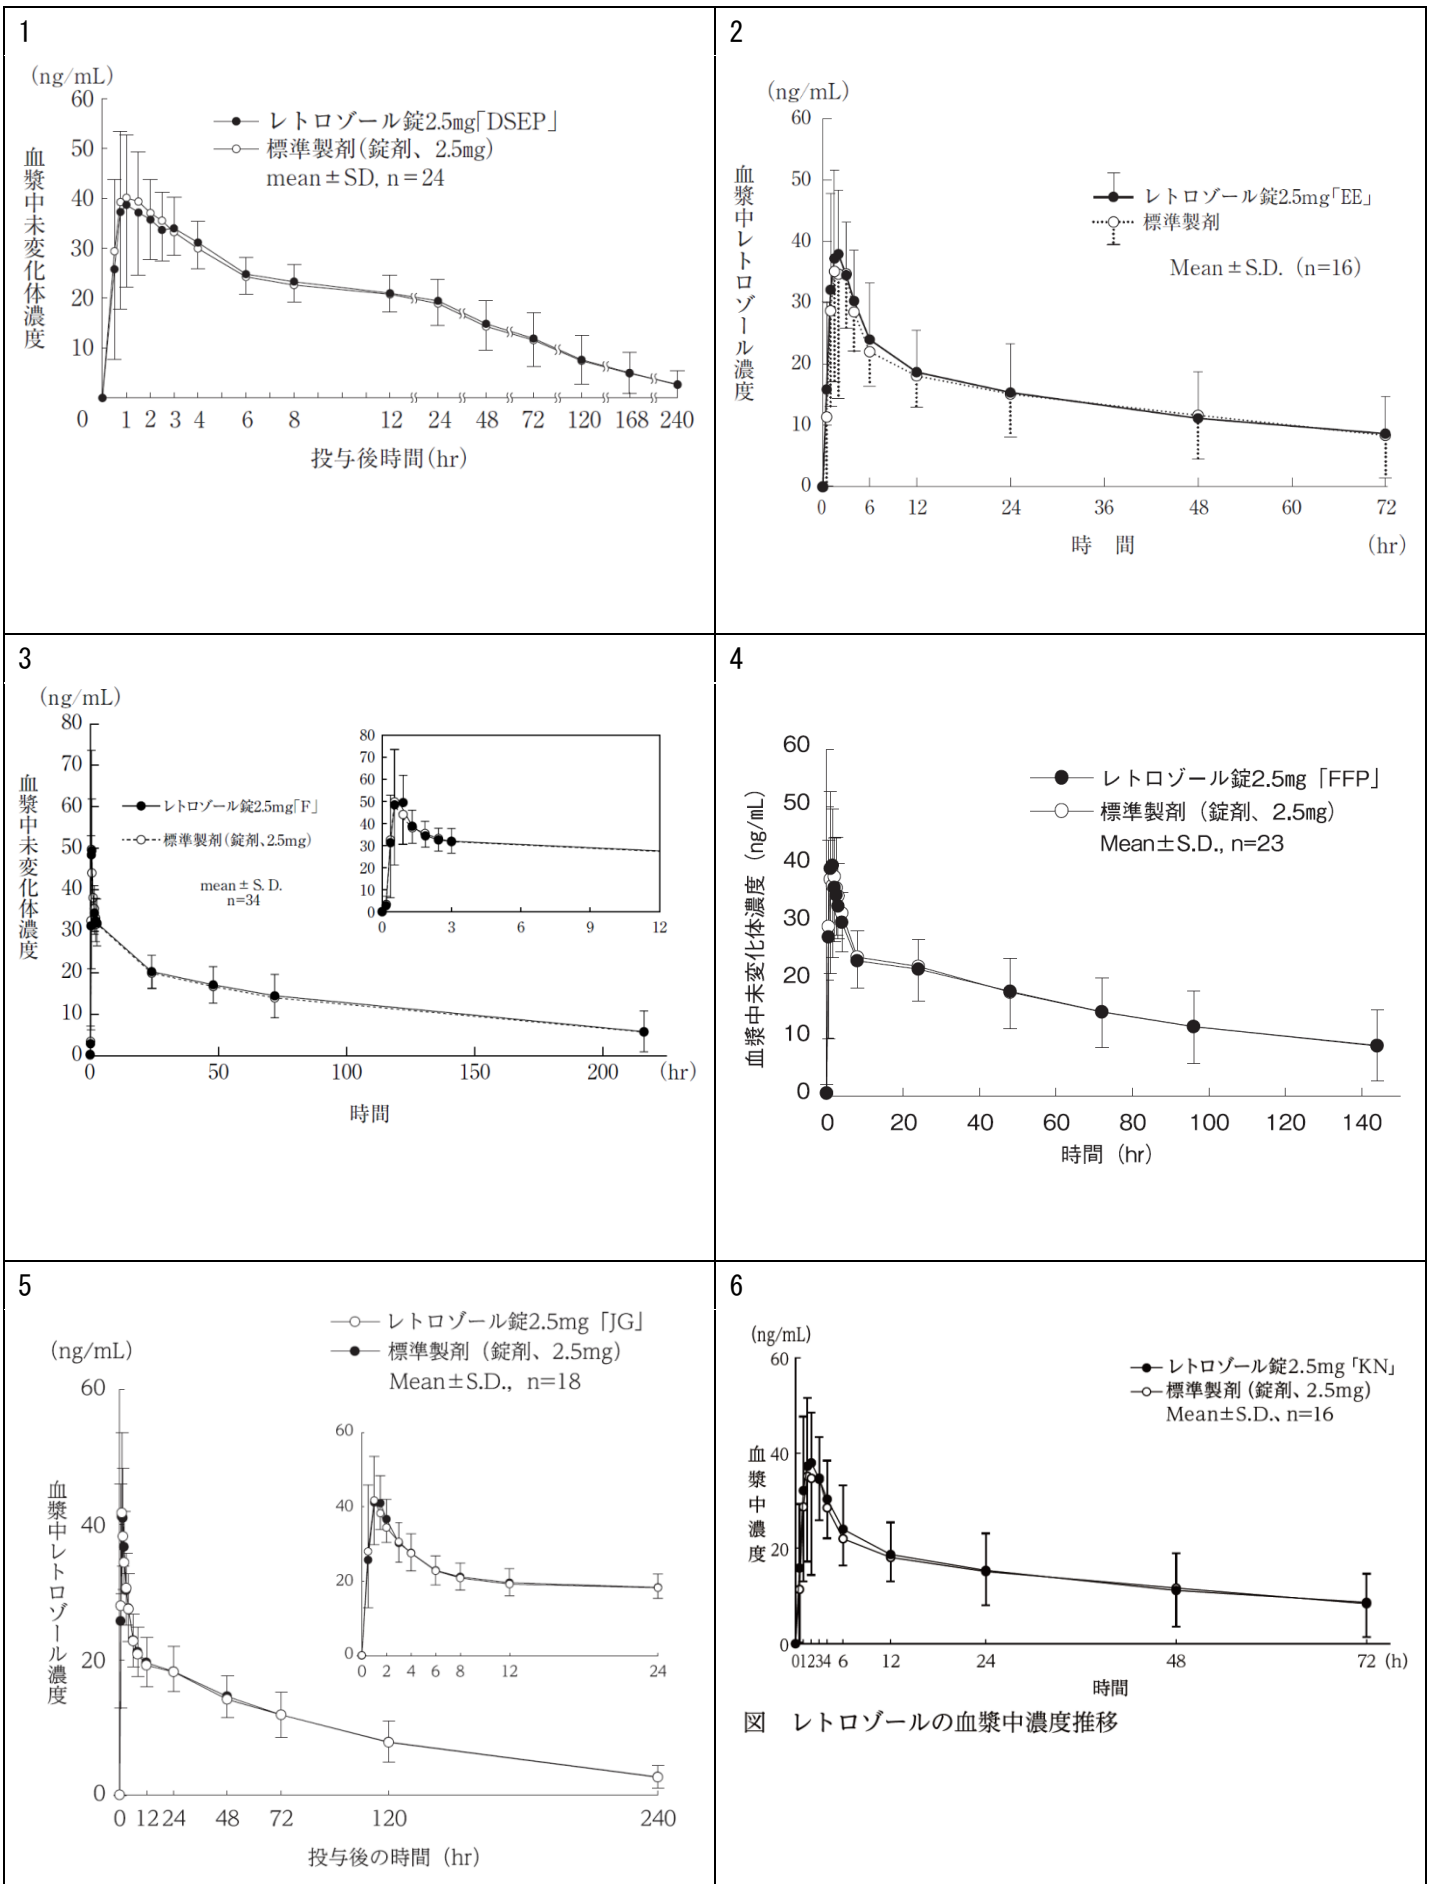 1
(ng/mL)
60
50
40
30
20
10
0
血漿中未変化体濃度
レトロゾール錠2.5mg「DSEP」
標準製剤(錠剤、2.5mg)
mean±SD, n=24
1 2 3 4 6 8 12 24 48 72 120 168 240
投与後時間(hr)
2
(ng/mL)
60
50
40
30
20
10
0
血漿中レトロゾール濃度
レトロゾール錠2.5mg「EE」
標準製剤
Mean±S.D. (n=16)
0 6 12 24 36 48 60 72
時 間 (hr)
3
(ng/mL)
80
70
60
50
40
30
20
10
0
血漿中未変化体濃度
レトロゾール錠2.5mg「F」
標準製剤(錠剤、2.5mg)
mean±S.D.
n=34
80
70
60
50
40
30
20
10
0
0 3 6 9 12
0 50 100 150 200 (hr)
時間
4
60
50
40
30
20
10
0
血漿中未変化体濃度 (ng/mL)
レトロゾール錠2.5mg「FFP」
標準製剤(錠剤、2.5mg)
Mean±S.D., n=23
0 20 40 60 80 100 120 140
時間 (hr)
5
レトロゾール錠2.5mg「JG」
標準製剤(錠剤、2.5mg)
Mean±S.D., n=18
(ng/mL)
60
40
20
0
血漿中レトロゾール濃度
60
40
20
0
0 2 4 6 8 12 24
0 12 24 48 72 120 240
投与後の時間 (hr)
6
(ng/mL)
60
40
20
0
血漿中濃度
レトロゾール錠2.5mg「KN」
標準製剤(錠剤、2.5mg)
Mean±S.D.、n=16
0 1 2 3 4 6 12 24 48 72 (h)
時間
図 レトロゾールの血漿中濃度推移